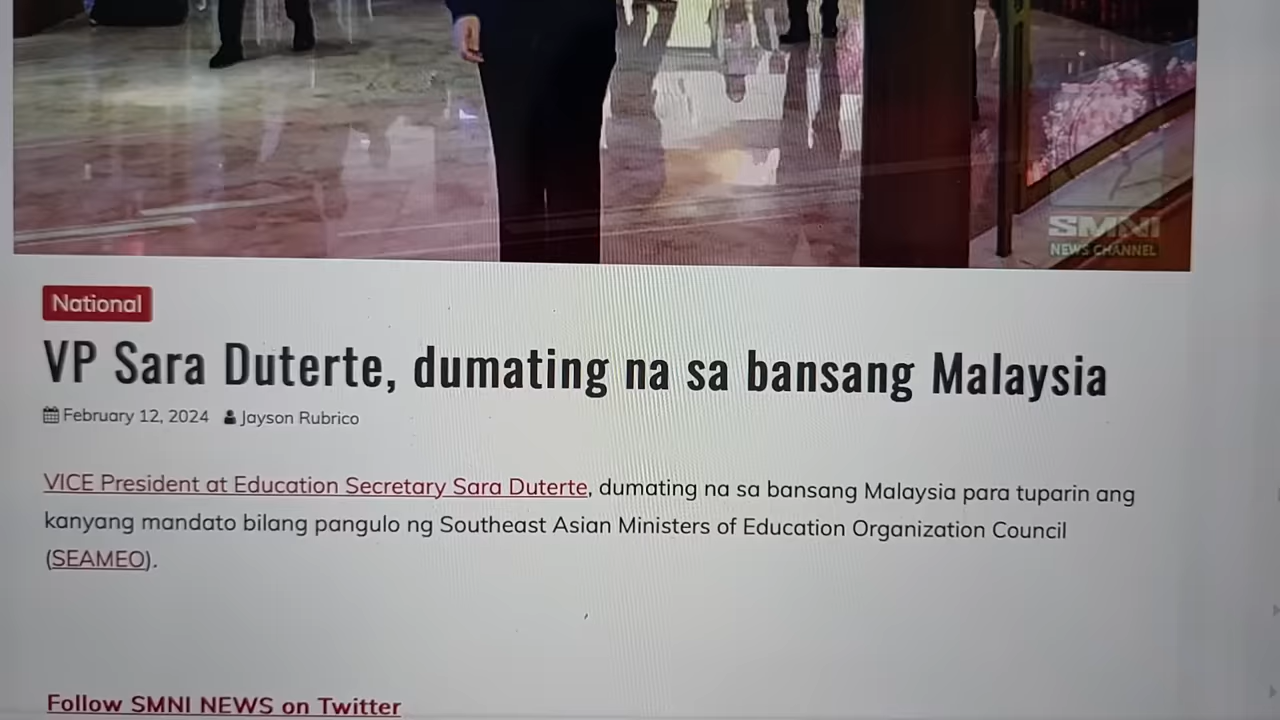 SMNI
NEWS CHANNEL
National
VP Sara Duterte, dumating na sa bansang Malaysia
February 12, 2024 Jayson Rubrico
VICE President at Education Secretary Sara Duterte, dumating na sa bansang Malaysia para tuparin ang
kanyang mandato bilang pangulo ng Southeast Asian Ministers of Education Organization Council
(SEAMEO).
Follow SMNI NEWS on Twitter